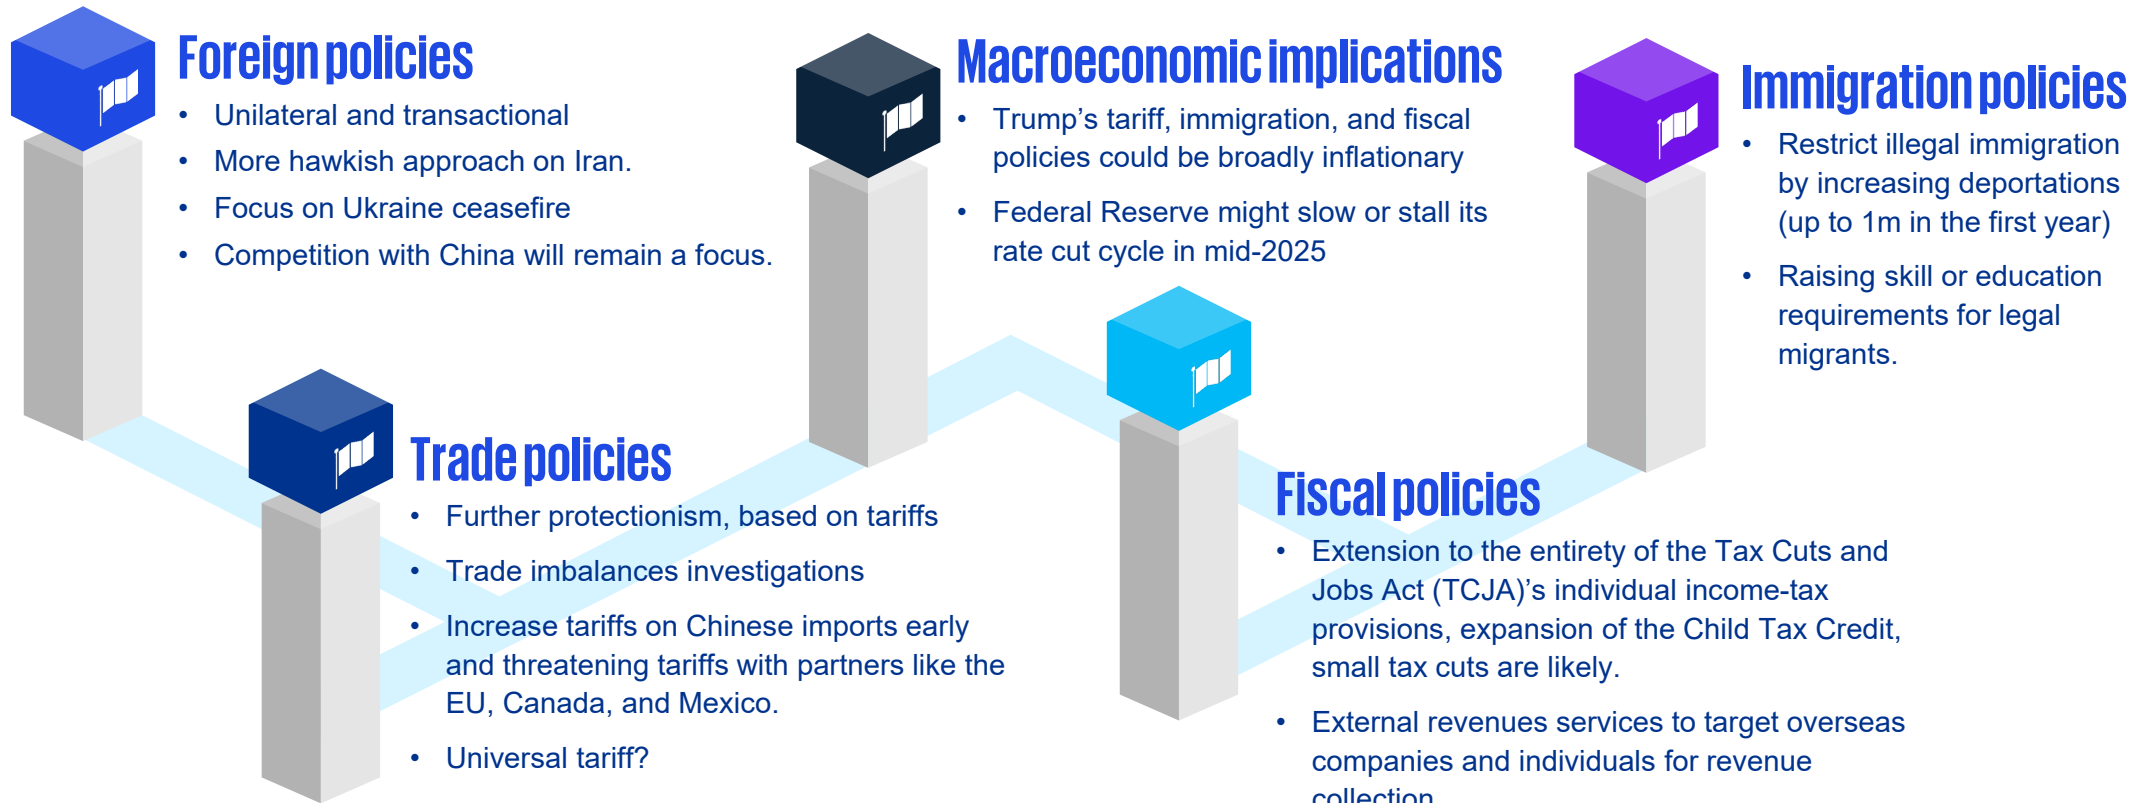 Foreign policies
• Unilateral and transactional
• More hawkish approach on Iran.
• Focus on Ukraine ceasefire
• Competition with China will remain a focus.
Macroeconomic implications
• Trump’s tariff, immigration, and fiscal
policies could be broadly inflationary
• Federal Reserve might slow or stall its
rate cut cycle in mid-2025
Immigration policies
• Restrict illegal immigration
by increasing deportations
(up to 1m in the first year)
• Raising skill or education
requirements for legal
migrants.
Trade policies
• Further protectionism, based on tariffs
• Trade imbalances investigations
• Increase tariffs on Chinese imports early
and threatening tariffs with partners like the
EU, Canada, and Mexico.
• Universal tariff?
Fiscal policies
• Extension to the entirety of the Tax Cuts and
Jobs Act (TCJA)’s individual income-tax
provisions, expansion of the Child Tax Credit,
small tax cuts are likely.
• External revenues services to target overseas
companies and individuals for revenue
collection